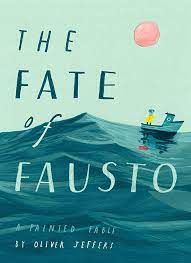 THE
FATE
of
FAUSTO
A PAINTED FABLE
BY OLIVER JEFFERS